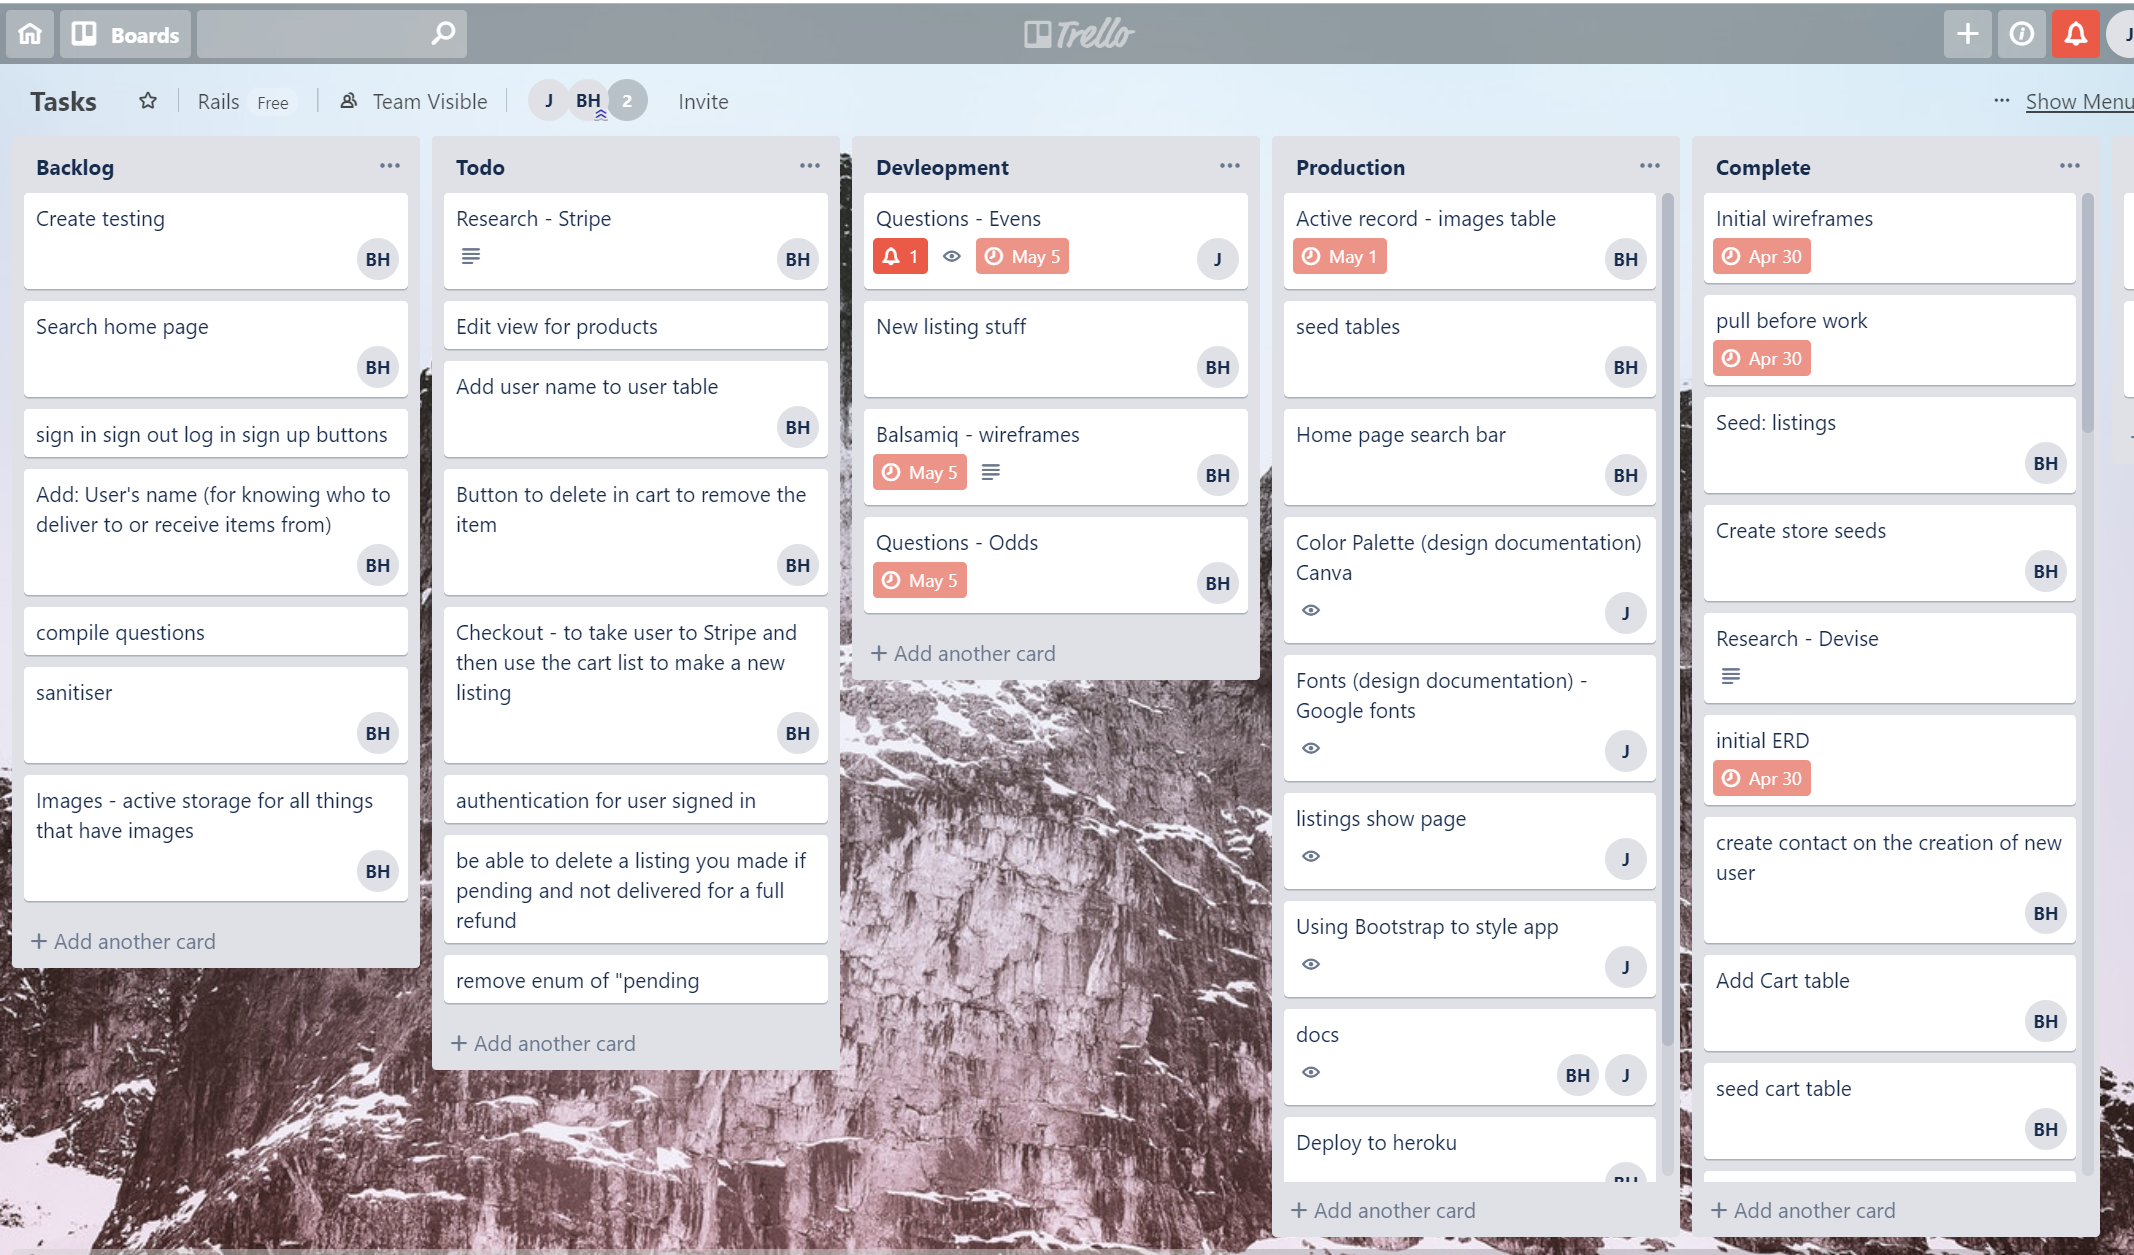 Boards
Trello
J
Tasks
Rails Free
Team Visible
J BH 2
Invite
... Show Menu
Backlog
Create testing
BH
Search home page
BH
sign in sign out log in sign up buttons
Add: User's name (for knowing who to
deliver to or receive items from)
BH
compile questions
sanitiser
BH
Images - active storage for all things
that have images
BH
+ Add another card
Todo
Research - Stripe
BH
Edit view for products
Add user name to user table
BH
Button to delete in cart to remove the
item
BH
Checkout - to take user to Stripe and
then use the cart list to make a new
listing
BH
authentication for user signed in
be able to delete a listing you made if
pending and not delivered for a full
refund
remove enum of "pending
+ Add another card
Devleopment
Questions - Evens
1 May 5 J
New listing stuff
BH
Balsamiq - wireframes
May 5 BH
Questions - Odds
May 5 BH
+ Add another card
Production
Active record - images table
May 1 BH
seed tables
BH
Home page search bar
BH
Color Palette (design documentation)
Canva
J
Fonts (design documentation) -
Google fonts
J
listings show page
J
Using Bootstrap to style app
J
docs
BH J
Deploy to heroku
BH
+ Add another card
Complete
Initial wireframes
Apr 30
pull before work
Apr 30
Seed: listings
BH
Create store seeds
BH
Research - Devise
initial ERD
Apr 30
create contact on the creation of new
user
BH
Add Cart table
BH
seed cart table
BH
+ Add another card